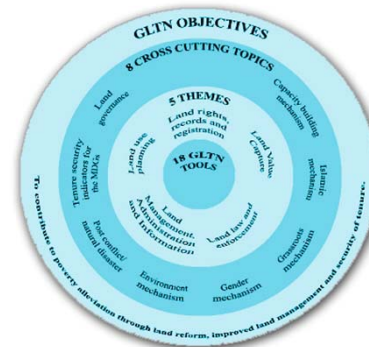 GLTN OBJECTIVES
8 CROSS CUTTING TOPICS
Land
governance
Capacity building
mechanism
Islamic
mechanism
Grassroots
mechanism
Gender
mechanism
Environment
mechanism
Post conflict/
natural disaster
Tenure security
indicators for
the MDGs
5 THEMES
Land rights,
records and
registration
Land Value
Capture
Land law and
enforcement
Land
Management,
Administration
and Information
Land use
planning
18 GLTN
TOOLS
To contribute to poverty alleviation through land reform, improved land management and security of tenure.